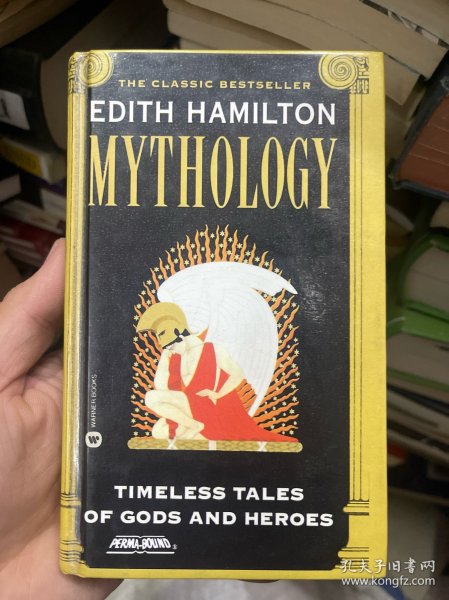 THE CLASSIC BESTSELLER
EDITH HAMILTON
MYTHOLOGY
WARNER BOOKS
TIMELESS TALES
OF GODS AND HEROES
PERMA-BOUND®
孔夫子旧书网
www.kongfz.com